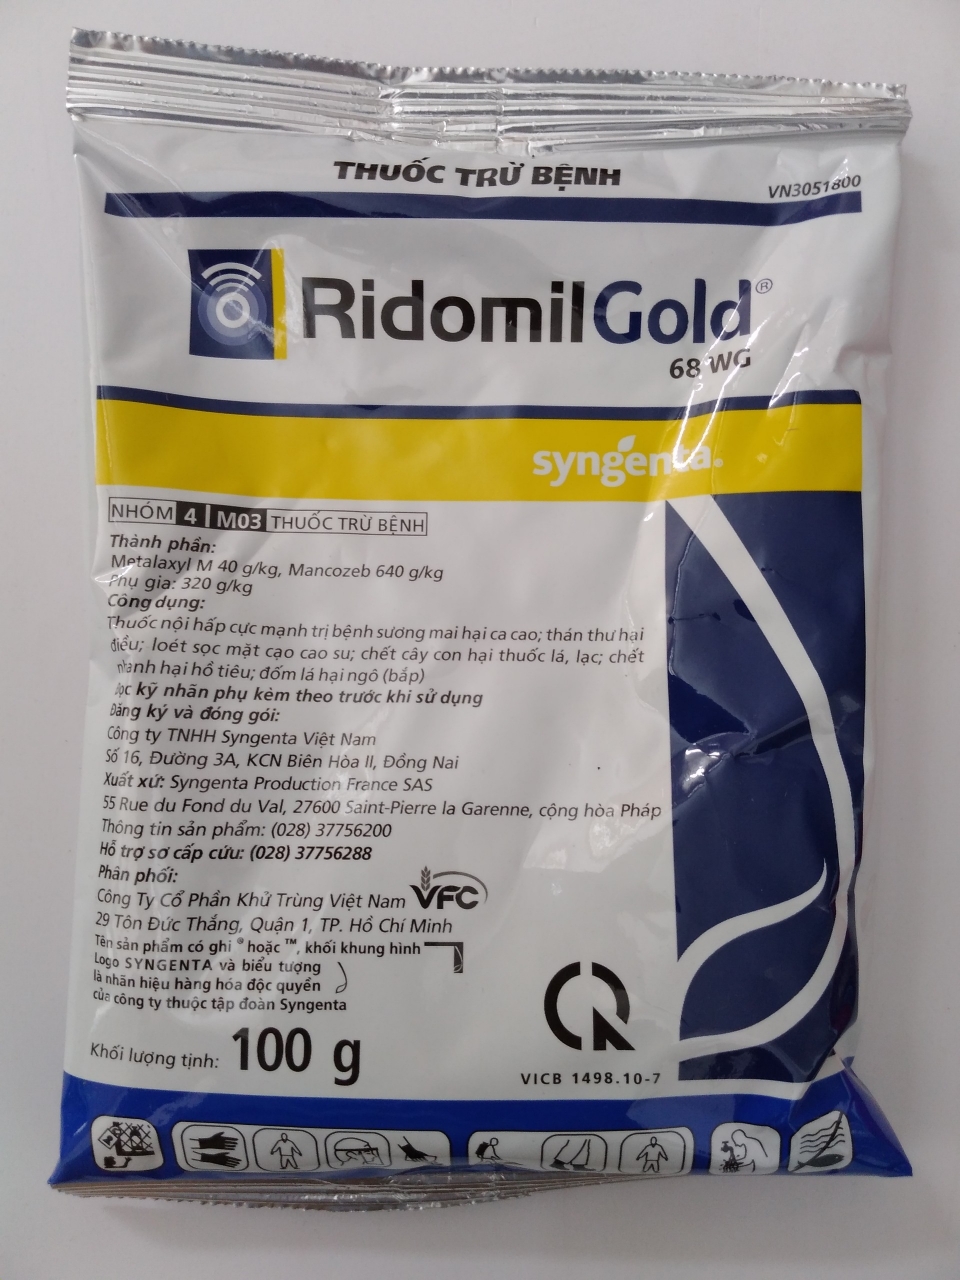 THUỐC TRỪ BỆNH
VN3051800
RidomilGold®
68 WG
syngenta.
NHÓM 4 M03 THUỐC TRỪ BỆNH
Thành phần:
Metalaxyl M 40 g/kg, Mancozeb 640 g/kg
Phụ gia: 320 g/kg
Công dụng:
Thuốc nội hấp cực mạnh trị bệnh sương mai hại ca cao; thán thư hại
điều; loét sọc mặt cạo cao su; chết cây con hại thuốc lá, lạc; chết
nhanh hại hồ tiêu; đốm lá hại ngô (bắp)
Đọc kỹ nhãn phụ kèm theo trước khi sử dụng
Đăng ký và đóng gói:
Công ty TNHH Syngenta Việt Nam
Số 16, Đường 3A, KCN Biên Hòa II, Đồng Nai
Xuất xứ: Syngenta Production France SAS
55 Rue du Fond du Val, 27600 Saint-Pierre la Garenne, cộng hòa Pháp
Thông tin sản phẩm: (028) 37756200
Hỗ trợ sơ cấp cứu: (028) 37756288
Phân phối:
Công Ty Cổ Phần Khử Trùng Việt Nam VFC
29 Tôn Đức Thắng, Quận 1, TP. Hồ Chí Minh
Tên sản phẩm có ghi ® hoặc ™, khối khung hình
Logo SYNGENTA và biểu tượng
là nhãn hiệu hàng hóa độc quyền
của công ty thuộc tập đoàn Syngenta
Khối lượng tịnh: 100 g
VICB 1498.10-7